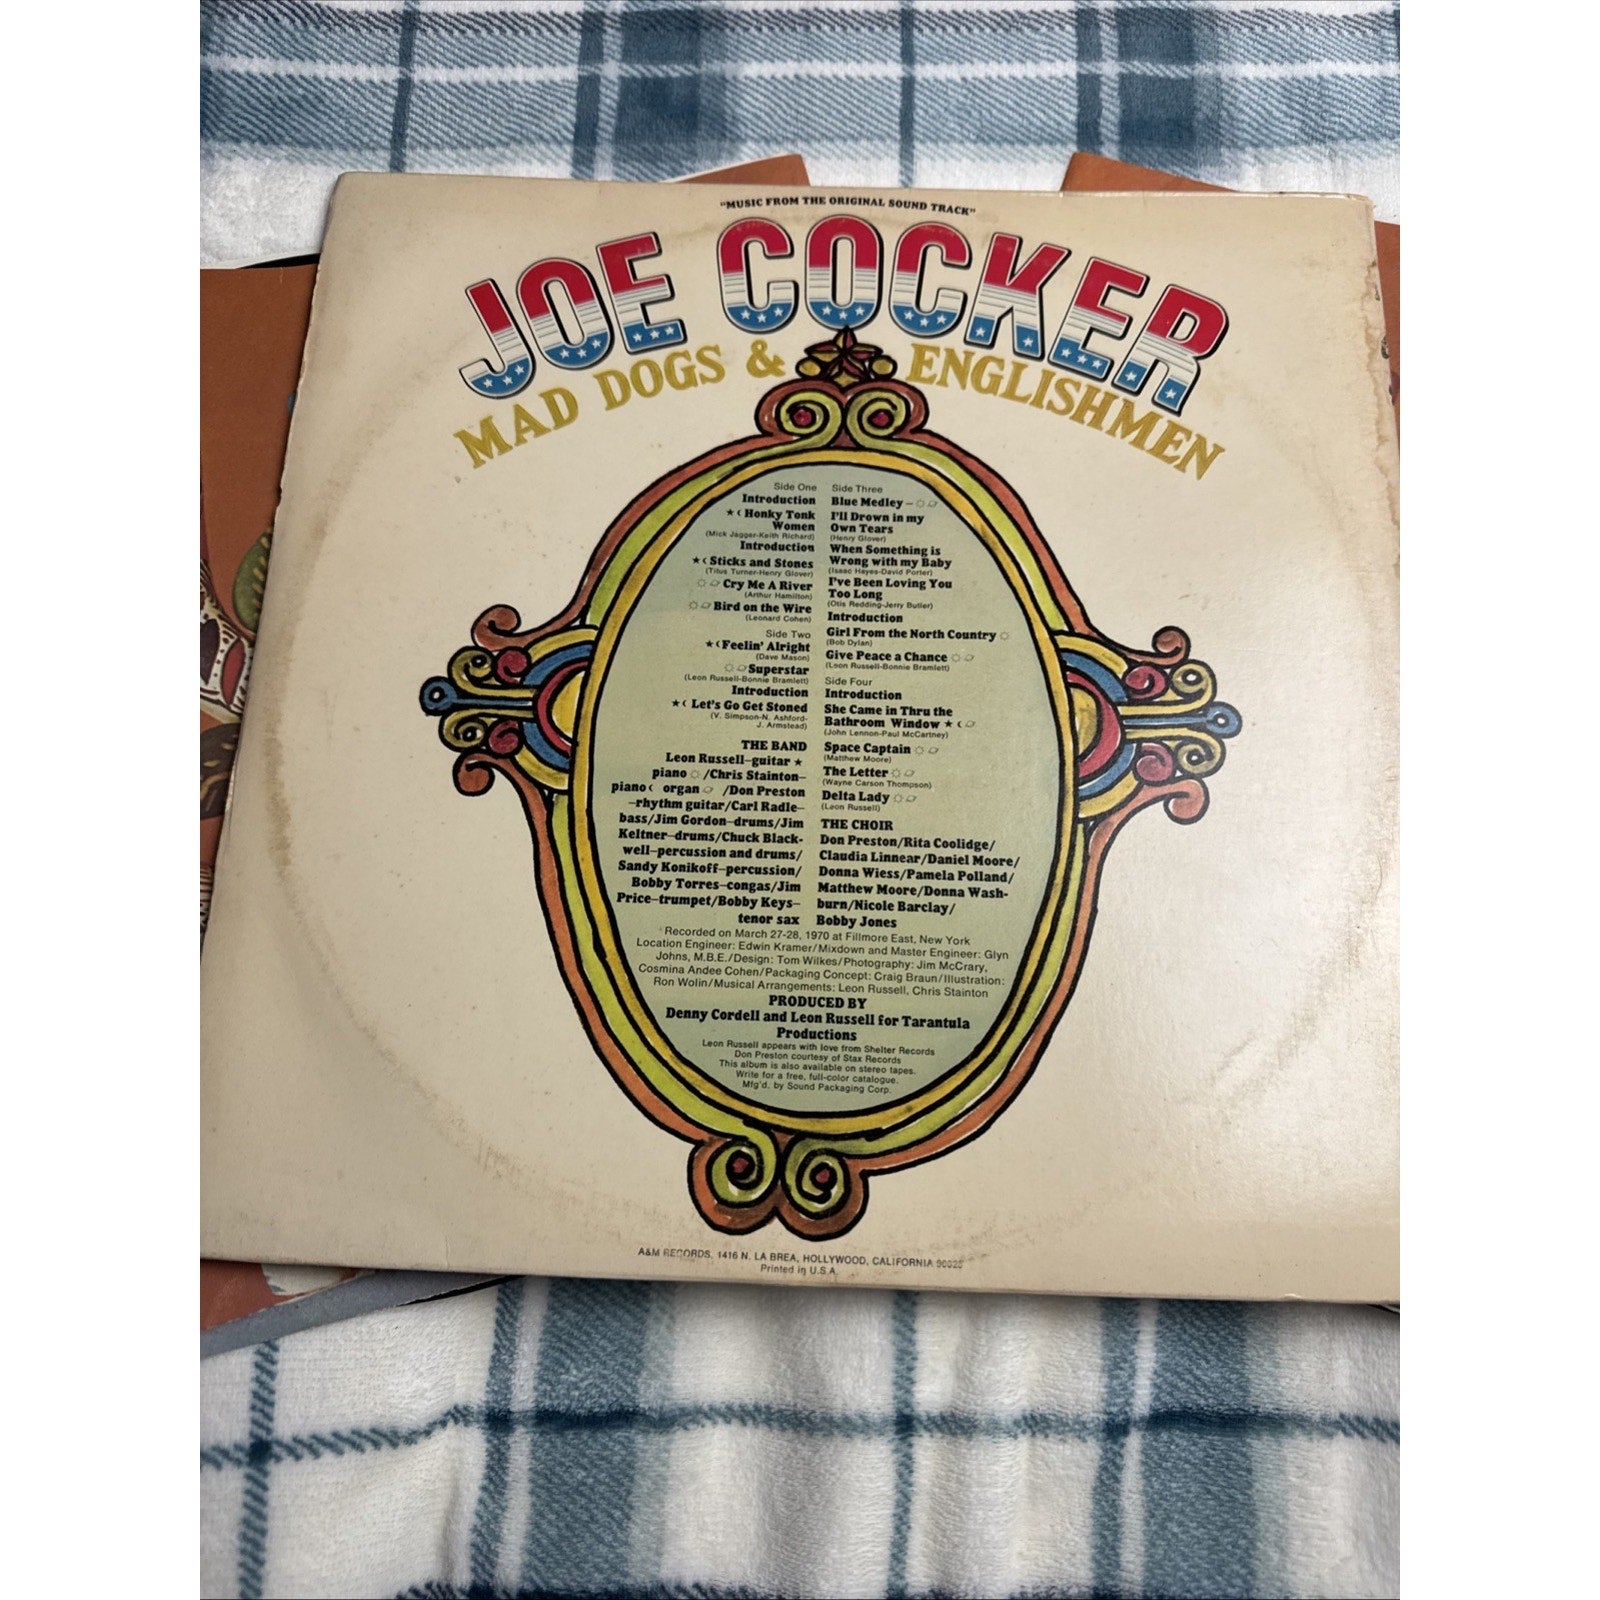 "MUSIC FROM THE ORIGINAL SOUND TRACK"
JOE COCKER
MAD DOGS & ENGLISHMEN
Side One
Introduction
★☾Honky Tonk
Women
(Mick Jagger-Keith Richard)
Introduction
★☾Sticks and Stones
(Titus Turner-Henry Glover)
Cry Me A River
(Arthur Hamilton)
Bird on the Wire
(Leonard Cohen)
Side Two
★☾Feelin' Alright
(Dave Mason)
Superstar
(Leon Russell-Bonnie Bramlett)
Introduction
★☾Let's Go Get Stoned
(V. Simpson-N. Ashford-
J. Armstead)
THE BAND
Leon Russell–guitar ★
piano ☼/Chris Stainton–
piano☾ organ /Don Preston
–rhythm guitar/Carl Radle–
bass/Jim Gordon–drums/Jim
Keltner–drums/Chuck Black-
well–percussion and drums/
Sandy Konikoff–percussion/
Bobby Torres–congas/Jim
Price–trumpet/Bobby Keys–
tenor sax
Side Three
Blue Medley –
I'll Drown in my
Own Tears
(Henry Glover)
When Something is
Wrong with my Baby
(Isaac Hayes-David Porter)
I've Been Loving You
Too Long
(Otis Redding-Jerry Butler)
Introduction
Girl From the North Country
(Bob Dylan)
Give Peace a Chance
(Leon Russell-Bonnie Bramlett)
Side Four
Introduction
She Came in Thru the
Bathroom Window ★☾
(John Lennon-Paul McCartney)
Space Captain
(Matthew Moore)
The Letter
(Wayne Carson Thompson)
Delta Lady
(Leon Russell)
THE CHOIR
Don Preston/Rita Coolidge/
Claudia Linnear/Daniel Moore/
Donna Wiess/Pamela Polland/
Matthew Moore/Donna Wash-
burn/Nicole Barclay/
Bobby Jones
Recorded on March 27-28, 1970 at Fillmore East, New York
Location Engineer: Edwin Kramer/Mixdown and Master Engineer: Glyn
Johns, M.B.E./Design: Tom Wilkes/Photography: Jim McCrary,
Cosmina Andee Cohen/Packaging Concept: Craig Braun/Illustration:
Ron Wolin/Musical Arrangements: Leon Russell, Chris Stainton
PRODUCED BY
Denny Cordell and Leon Russell for Tarantula
Productions
Leon Russell appears with love from Shelter Records
Don Preston courtesy of Stax Records
This album is also available on stereo tapes.
Write for a free, full-color catalogue.
Mfg'd. by Sound Packaging Corp.
A&M RECORDS, 1416 N. LA BREA, HOLLYWOOD, CALIFORNIA 90028
Printed in U.S.A.